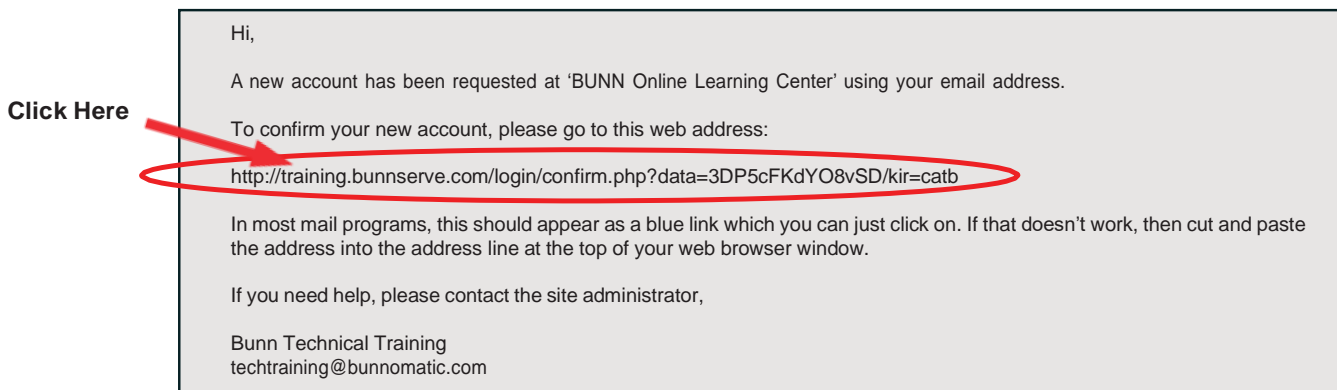 Hi,
A new account has been requested at ‘BUNN Online Learning Center’ using your email address.
Click Here
To confirm your new account, please go to this web address:
http://training.bunnserve.com/login/confirm.php?data=3DP5cFKdYO8vSD/kir=catb
In most mail programs, this should appear as a blue link which you can just click on. If that doesn’t work, then cut and paste
the address into the address line at the top of your web browser window.
If you need help, please contact the site administrator,
Bunn Technical Training
techtraining@bunnomatic.com